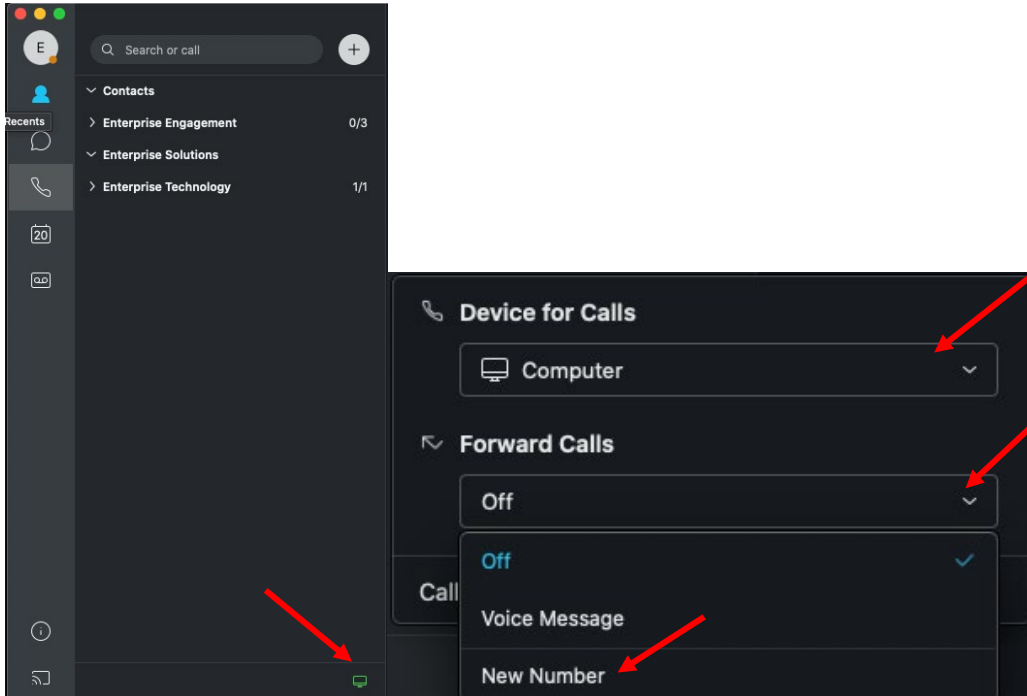 E
Search or call
Contacts
Recents
Enterprise Engagement 0/3
Enterprise Solutions
Enterprise Technology 1/1
20
Device for Calls
Computer
Forward Calls
Off
Off
Call
Voice Message
New Number